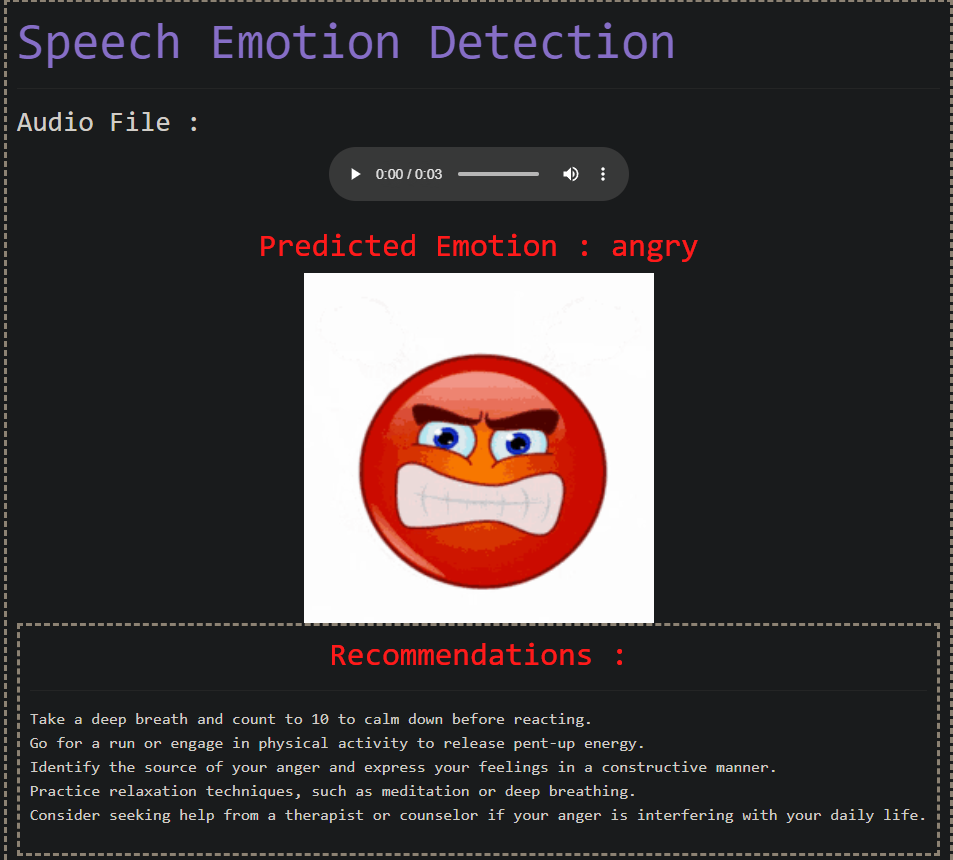 Speech Emotion Detection
Audio File :
0:00 / 0:03
Predicted Emotion : angry
Recommendations :
Take a deep breath and count to 10 to calm down before reacting.
Go for a run or engage in physical activity to release pent-up energy.
Identify the source of your anger and express your feelings in a constructive manner.
Practice relaxation techniques, such as meditation or deep breathing.
Consider seeking help from a therapist or counselor if your anger is interfering with your daily life.